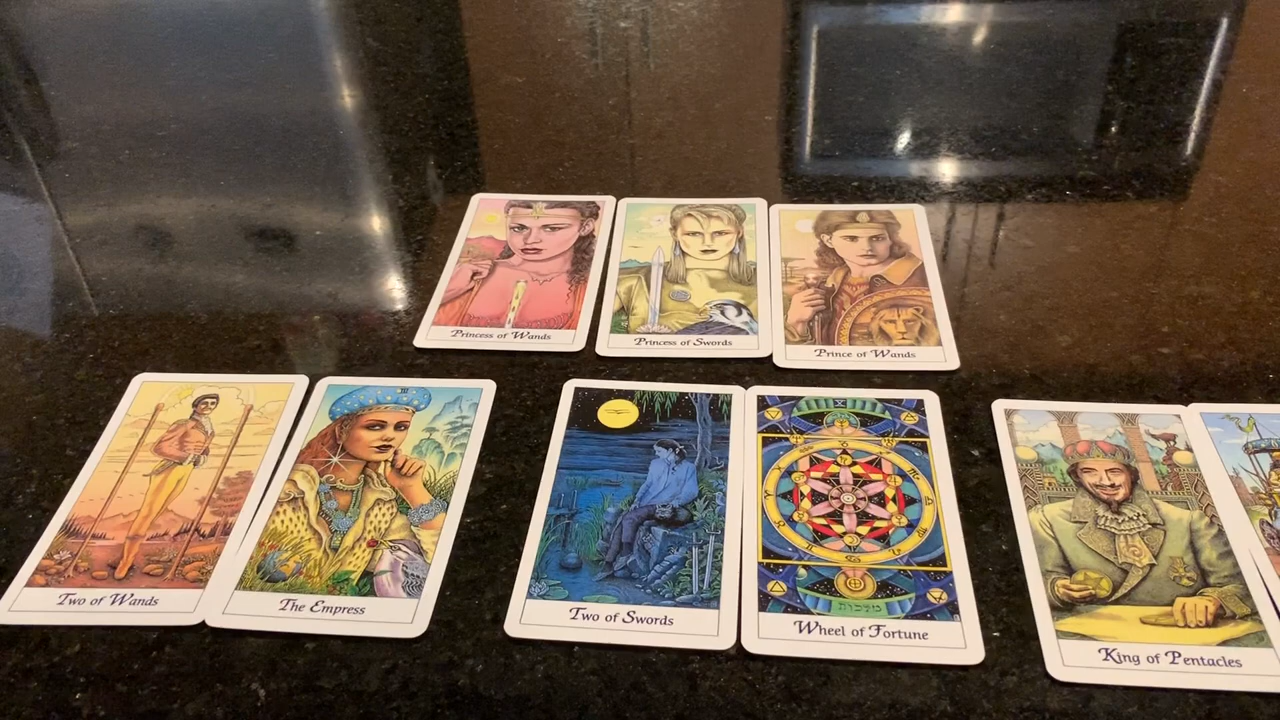 Princess of Wands
Princess of Swords
Prince of Wands
Two of Wands
The Empress
Two of Swords
X
Wheel of Fortune
King of Pentacles